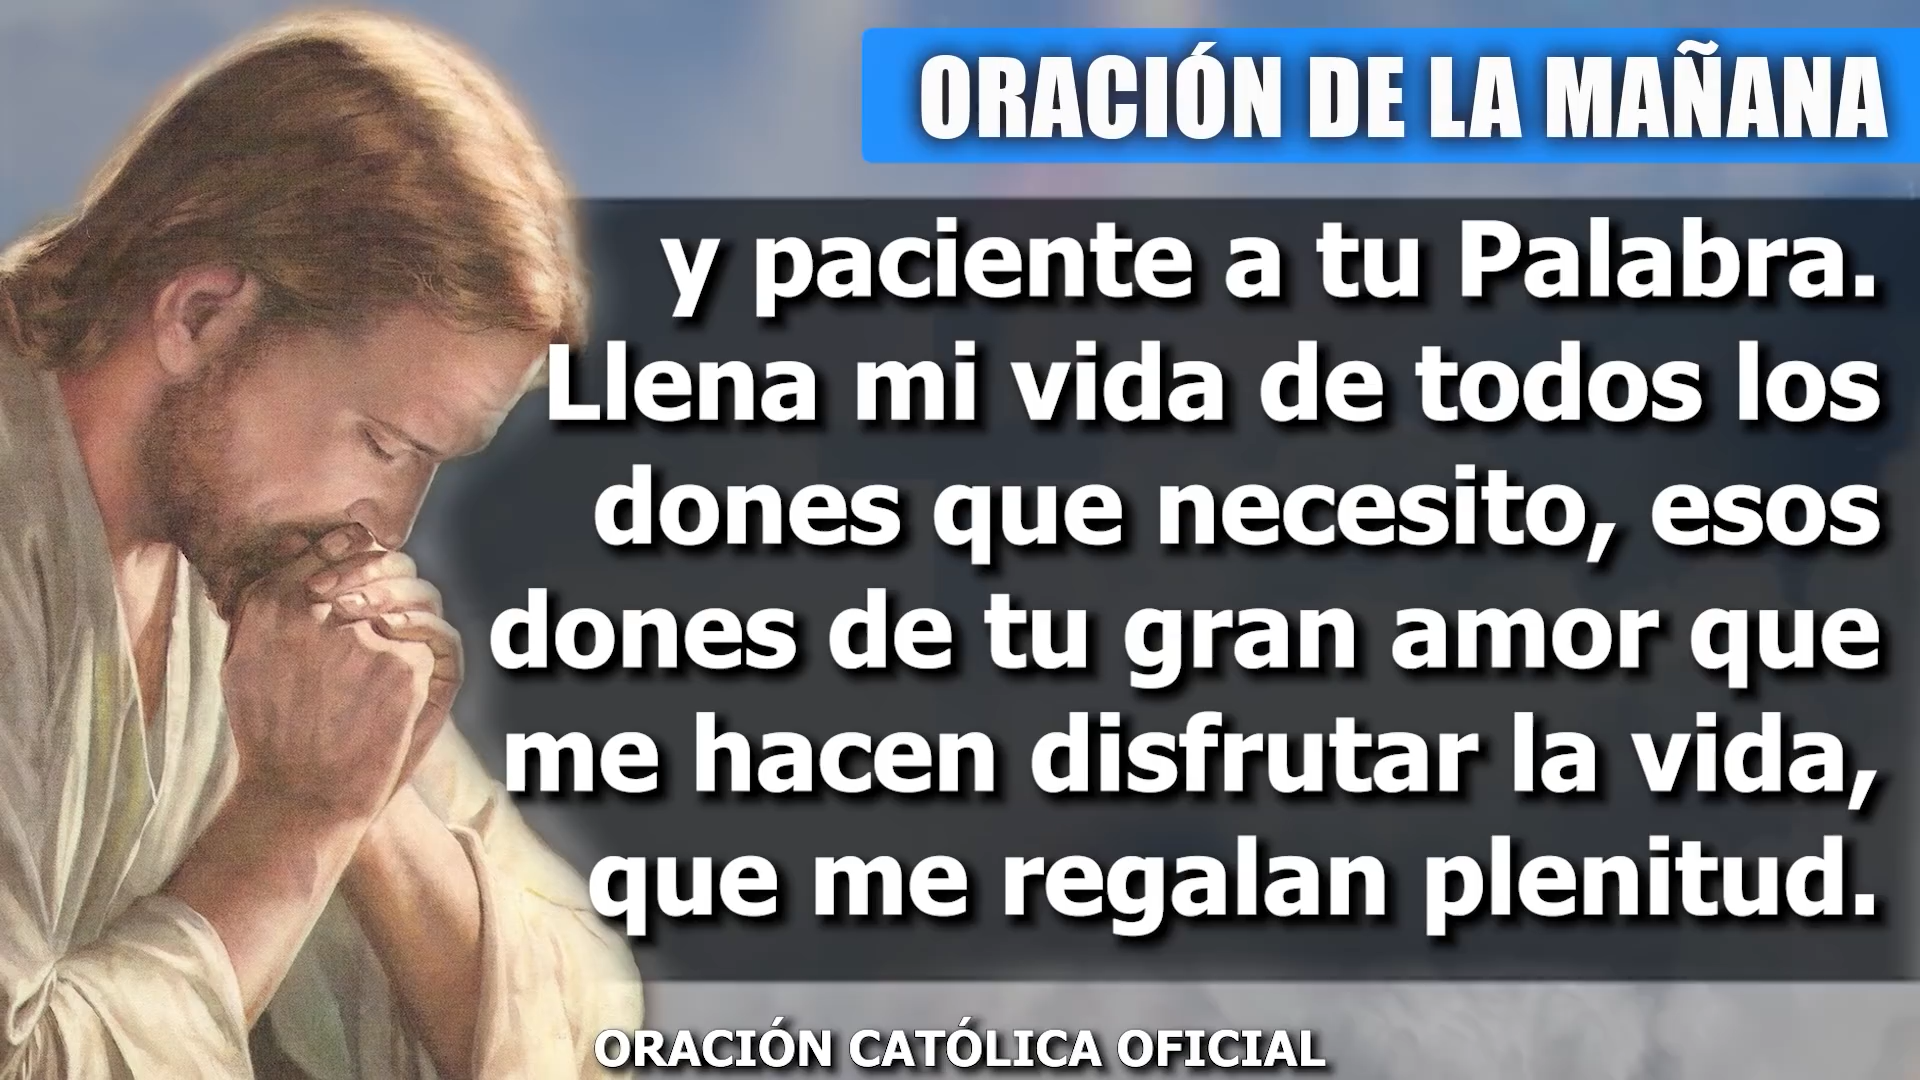 ORACIÓN DE LA MAÑANA
y paciente a tu Palabra.
Llena mi vida de todos los
dones que necesito, esos
dones de tu gran amor que
me hacen disfrutar la vida,
que me regalan plenitud.
ORACIÓN CATÓLICA OFICIAL